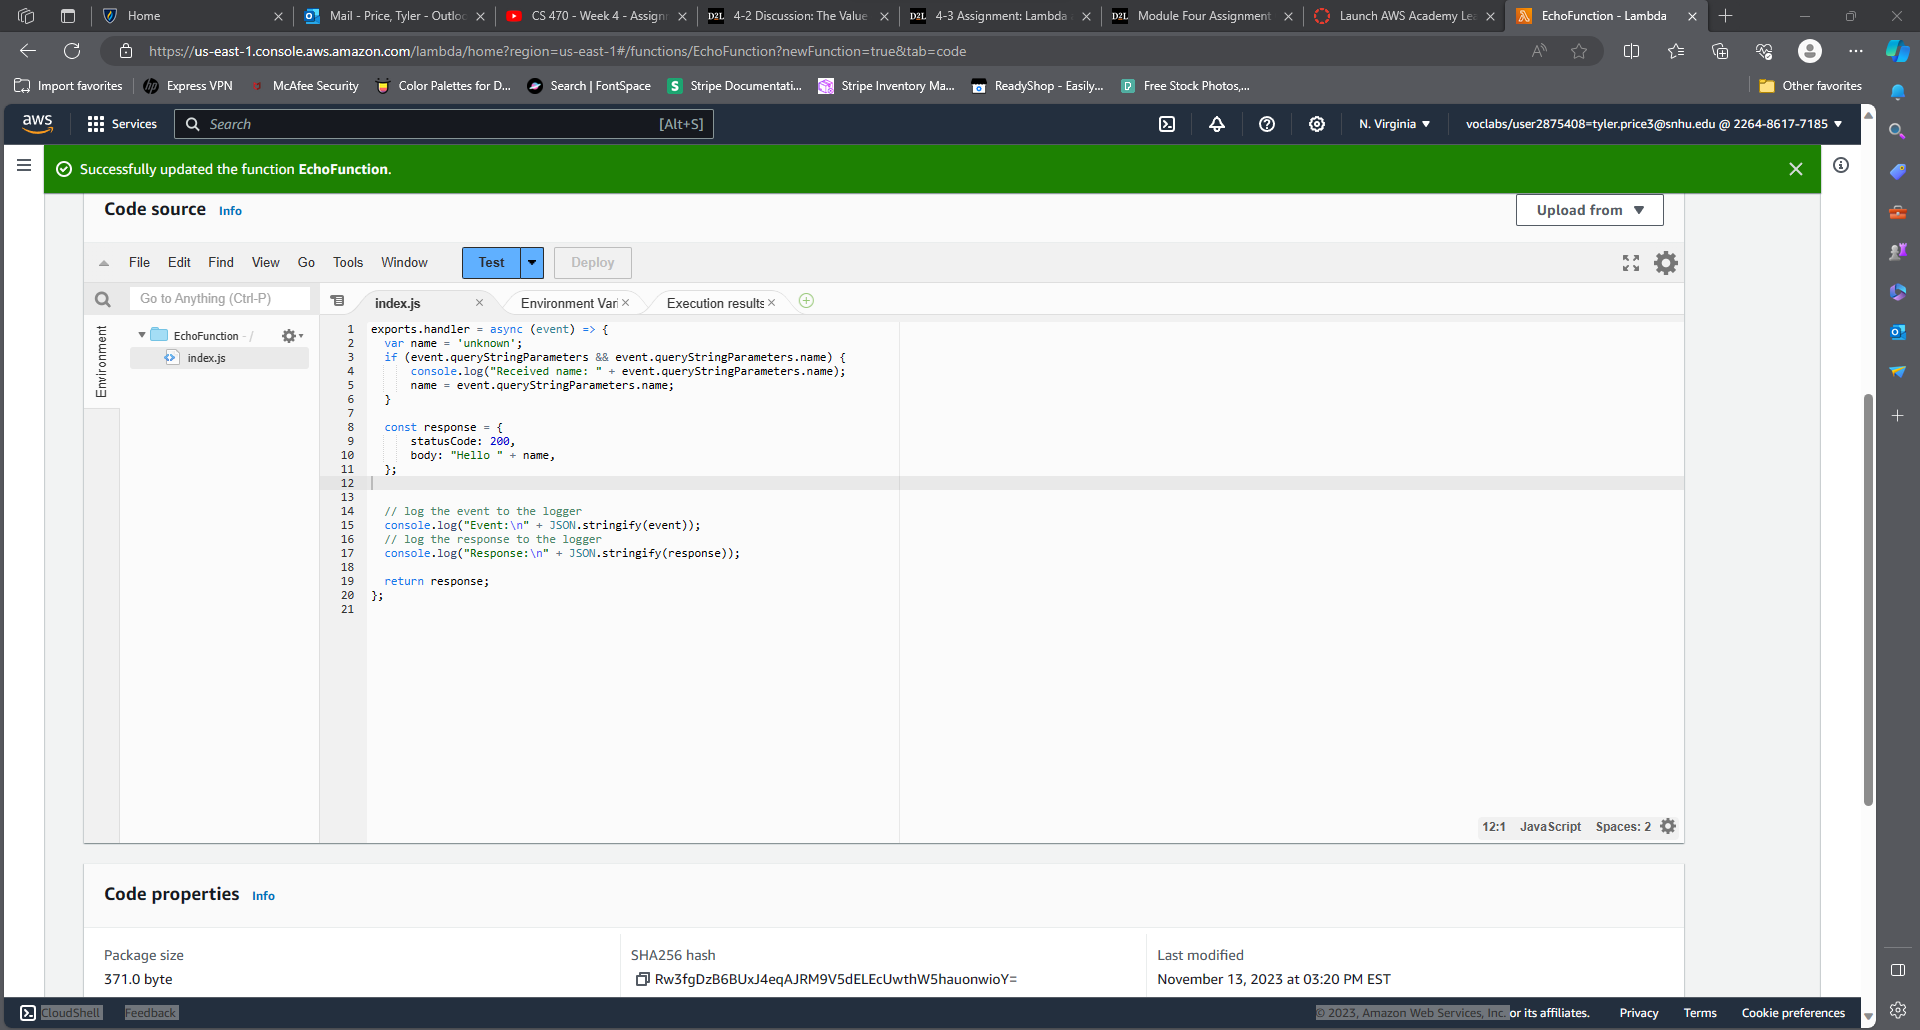 Home
Mail - Price, Tyler - Outloo
CS 470 - Week 4 - Assignm
4-2 Discussion: The Value
4-3 Assignment: Lambda
Module Four Assignment
Launch AWS Academy Lea
EchoFunction - Lambda
https://us-east-1.console.aws.amazon.com/lambda/home?region=us-east-1#/functions/EchoFunction?newFunction=true&tab=code
Import favorites
Express VPN
McAfee Security
Color Palettes for D...
Search | FontSpace
Stripe Documentati...
Stripe Inventory Ma...
ReadyShop - Easily...
Free Stock Photos,...
Other favorites
aws
Services
Search
[Alt+S]
N. Virginia
voclabs/user2875408=tyler.price3@snhu.edu @ 2264-8617-7185
Successfully updated the function EchoFunction.
Code source Info
Upload from
File Edit Find View Go Tools Window
Test
Deploy
Go to Anything (Ctrl-P)
index.js
Environment Var
Execution results
Environment
EchoFunction - /
index.js
1 exports.handler = async (event) => {
2 var name = 'unknown';
3 if (event.queryStringParameters && event.queryStringParameters.name) {
4 console.log("Received name: " + event.queryStringParameters.name);
5 name = event.queryStringParameters.name;
6 }
7
8 const response = {
9 statusCode: 200,
10 body: "Hello " + name,
11 };
12
13
14 // log the event to the logger
15 console.log("Event:\n" + JSON.stringify(event));
16 // log the response to the logger
17 console.log("Response:\n" + JSON.stringify(response));
18
19 return response;
20 };
21
12:1 JavaScript Spaces: 2
Code properties Info
Package size
371.0 byte
SHA256 hash
Rw3fgDzB6BUxJ4eqAJRM9V5dELEcUwthW5hauonwioY=
Last modified
November 13, 2023 at 03:20 PM EST
CloudShell
Feedback
© 2023, Amazon Web Services, Inc. or its affiliates.
Privacy
Terms
Cookie preferences